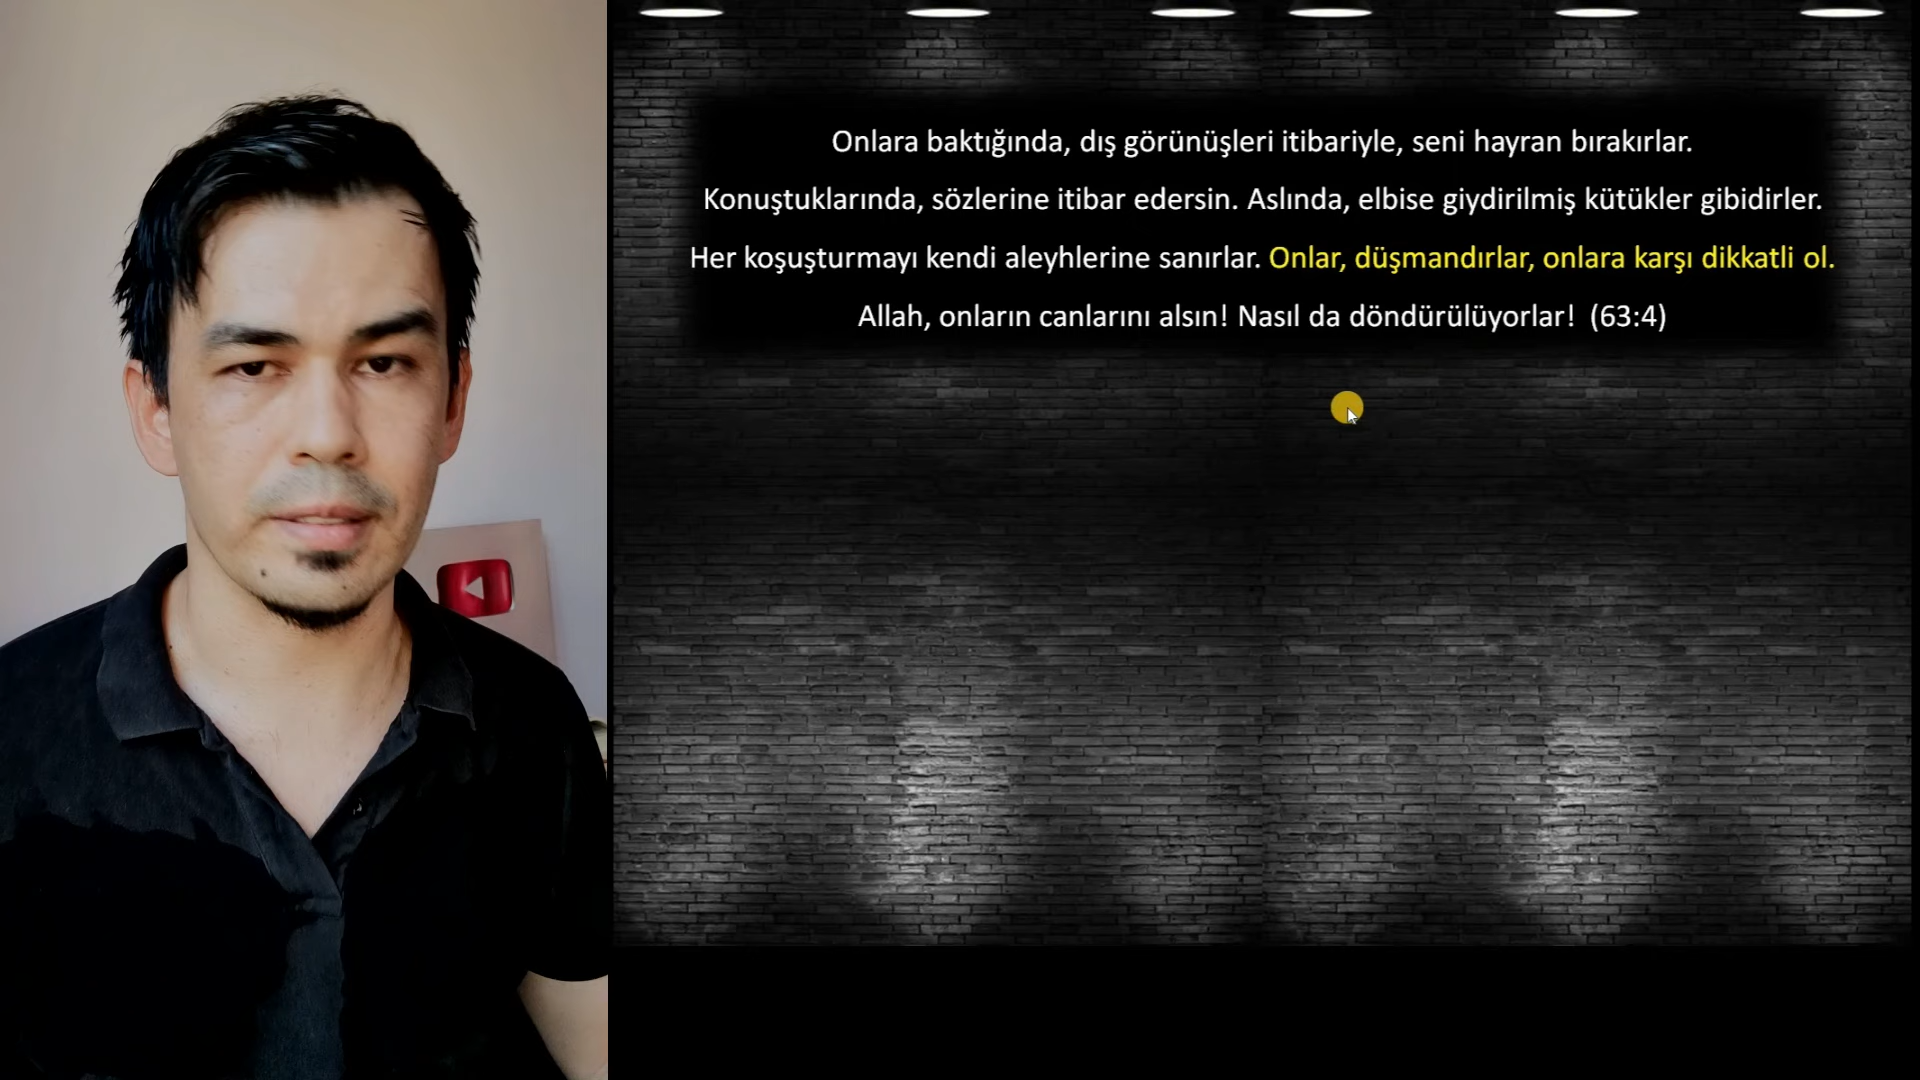 Onlara baktığında, dış görünüşleri itibariyle, seni hayran bırakırlar.
Konuştuklarında, sözlerine itibar edersin. Aslında, elbise giydirilmiş kütükler gibidirler.
Her koşuşturmayı kendi aleyhlerine sanırlar. Onlar, düşmandırlar, onlara karşı dikkatli ol.
Allah, onların canlarını alsın! Nasıl da döndürülüyorlar! (63:4)